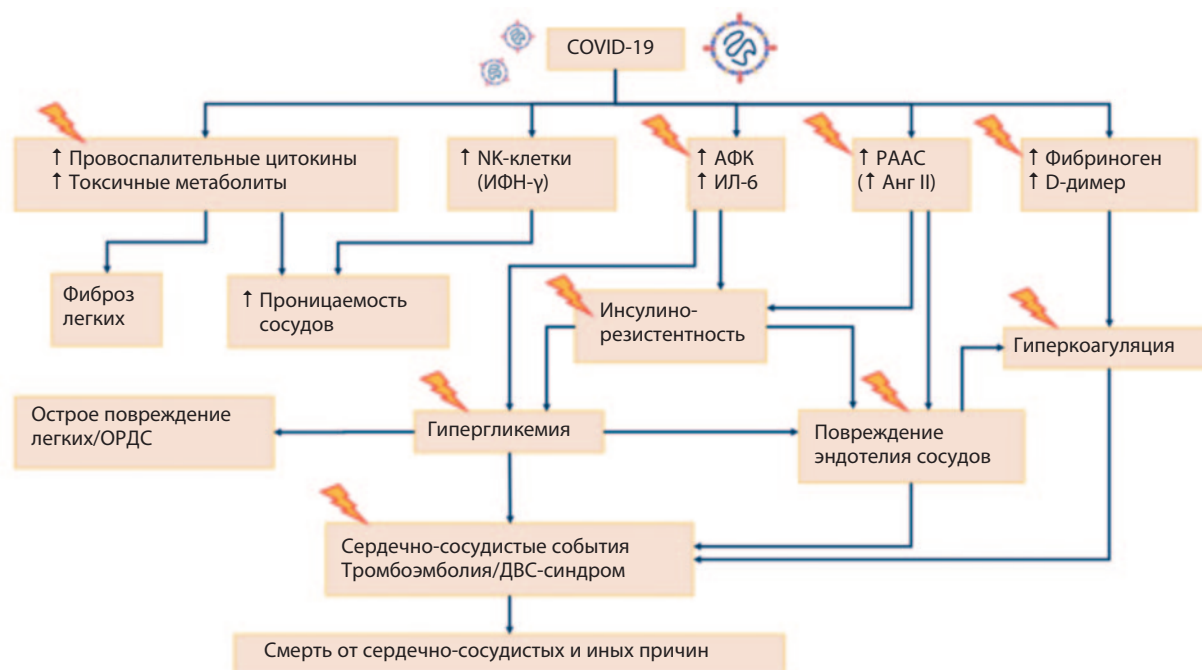 COVID-19
↑ Провоспалительные цитокины
↑ Токсичные метаболиты
↑ NK-клетки
(ИФН-γ)
↑ АФК
↑ ИЛ-6
↑ РААС
(↑ Анг II)
↑ Фибриноген
↑ D-димер
Фиброз
легких
↑ Проницаемость
сосудов
Инсулино-
резистентность
Гиперкоагуляция
Острое повреждение
легких/ОРДС
Гипергликемия
Повреждение
эндотелия сосудов
Сердечно-сосудистые события
Тромбоэмболия/ДВС-синдром
Смерть от сердечно-сосудистых и иных причин